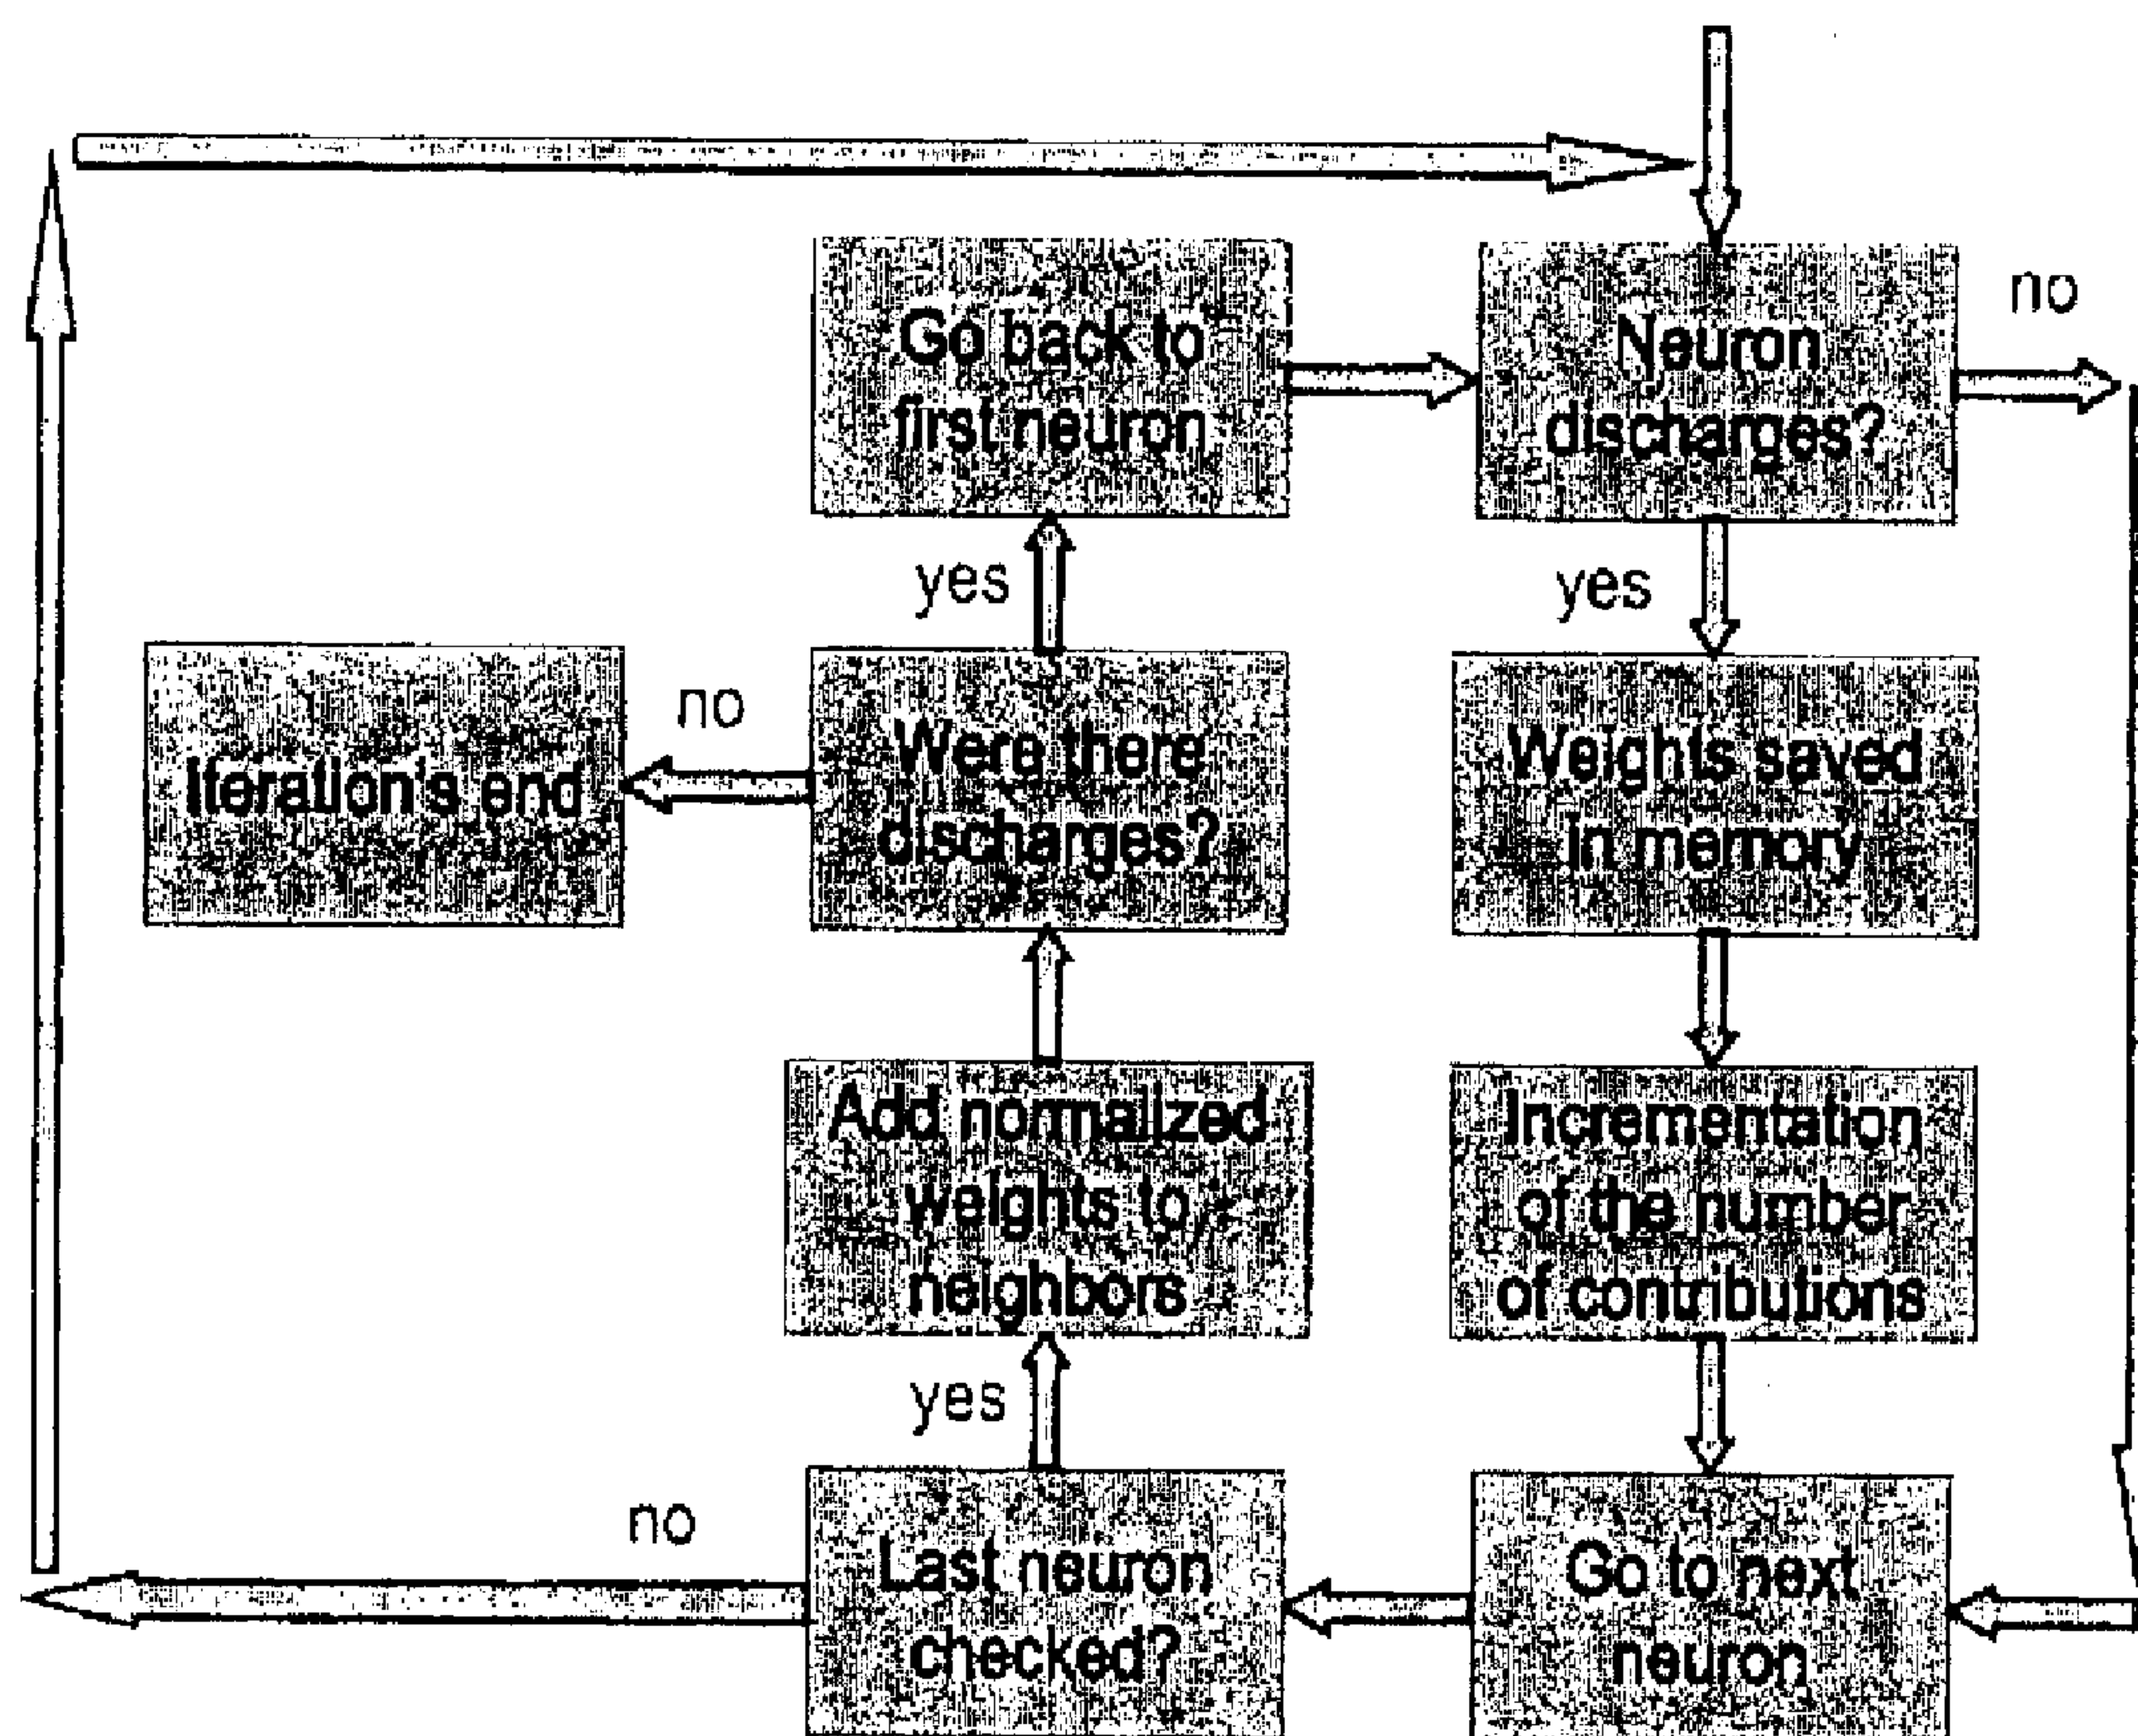 Go back to
first neuron
Neuron
discharges?
no
yes
yes
Iteration's end
no
Were there
discharges?
Weights saved
in memory
Add normalized
weights to
neighbors
Incrementation
of the number
of contributions
yes
no
Last neuron
checked?
Go to next
neuron